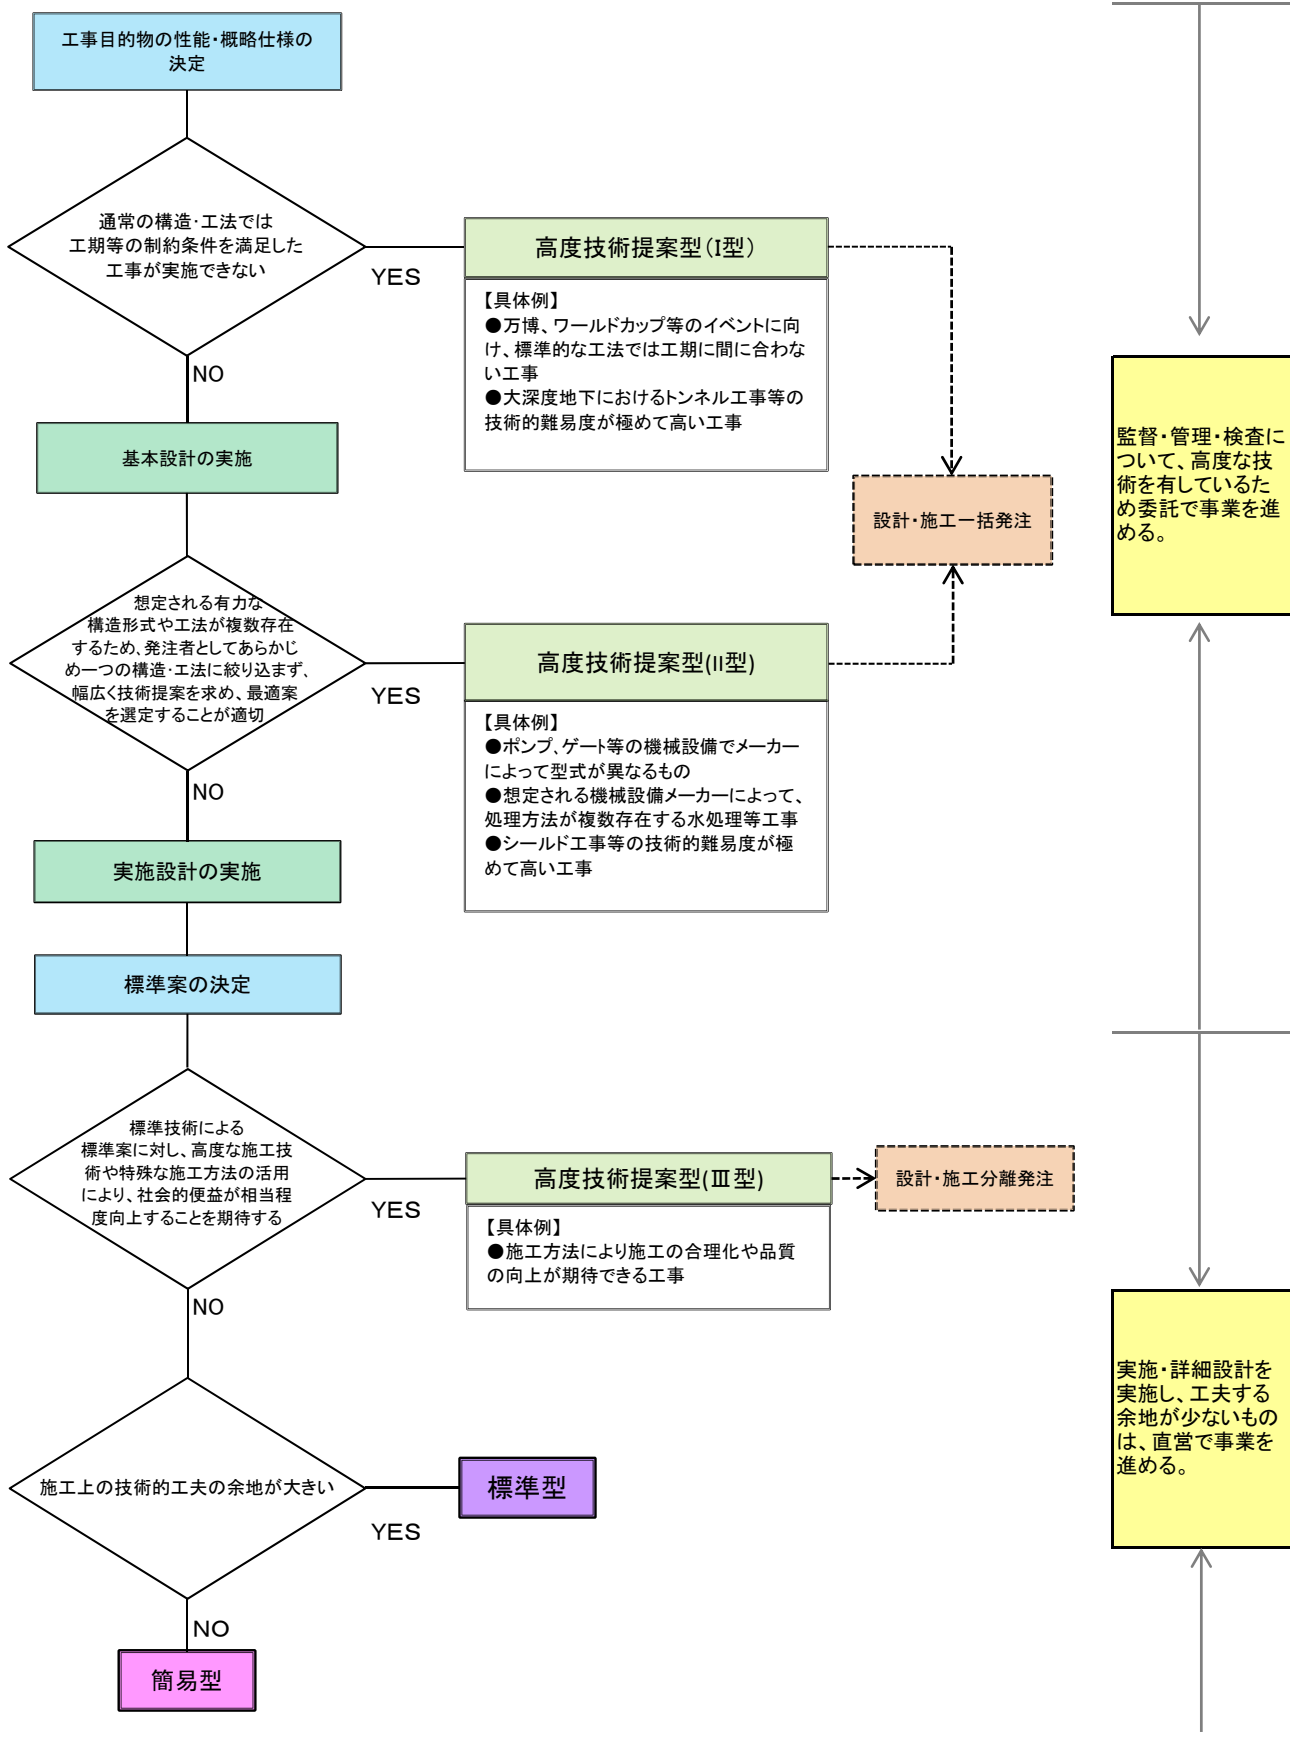 工事目的物の性能・概略仕様の
決定
通常の構造・工法では
工期等の制約条件を満足した
工事が実施できない
YES
NO
高度技術提案型(I型)
【具体例】
●万博、ワールドカップ等のイベントに向
け、標準的な工法では工期に間に合わな
い工事
●大深度地下におけるトンネル工事等の
技術的難易度が極めて高い工事
設計・施工一括発注
監督・管理・検査に
ついて、高度な技
術を有しているた
め委託で事業を進
める。
基本設計の実施
想定される有力な
構造形式や工法が複数存在
するため、発注者としてあらかじ
め一つの構造・工法に絞り込まず、
幅広く技術提案を求め、最適案
を選定することが適切
YES
NO
高度技術提案型(II型)
【具体例】
●ポンプ、ゲート等の機械設備でメーカー
によって型式が異なるもの
●想定される機械設備メーカーによって、
処理方法が複数存在する水処理等工事
●シールド工事等の技術的難易度が極
めて高い工事
実施設計の実施
標準案の決定
標準技術による
標準案に対し、高度な施工技
術や特殊な施工方法の活用
により、社会的便益が相当程
度向上することを期待する
YES
NO
高度技術提案型(Ⅲ型)
【具体例】
●施工方法により施工の合理化や品質
の向上が期待できる工事
設計・施工分離発注
実施・詳細設計を
実施し、工夫する
余地が少ないもの
は、直営で事業を
進める。
施工上の技術的工夫の余地が大きい
YES
標準型
NO
簡易型